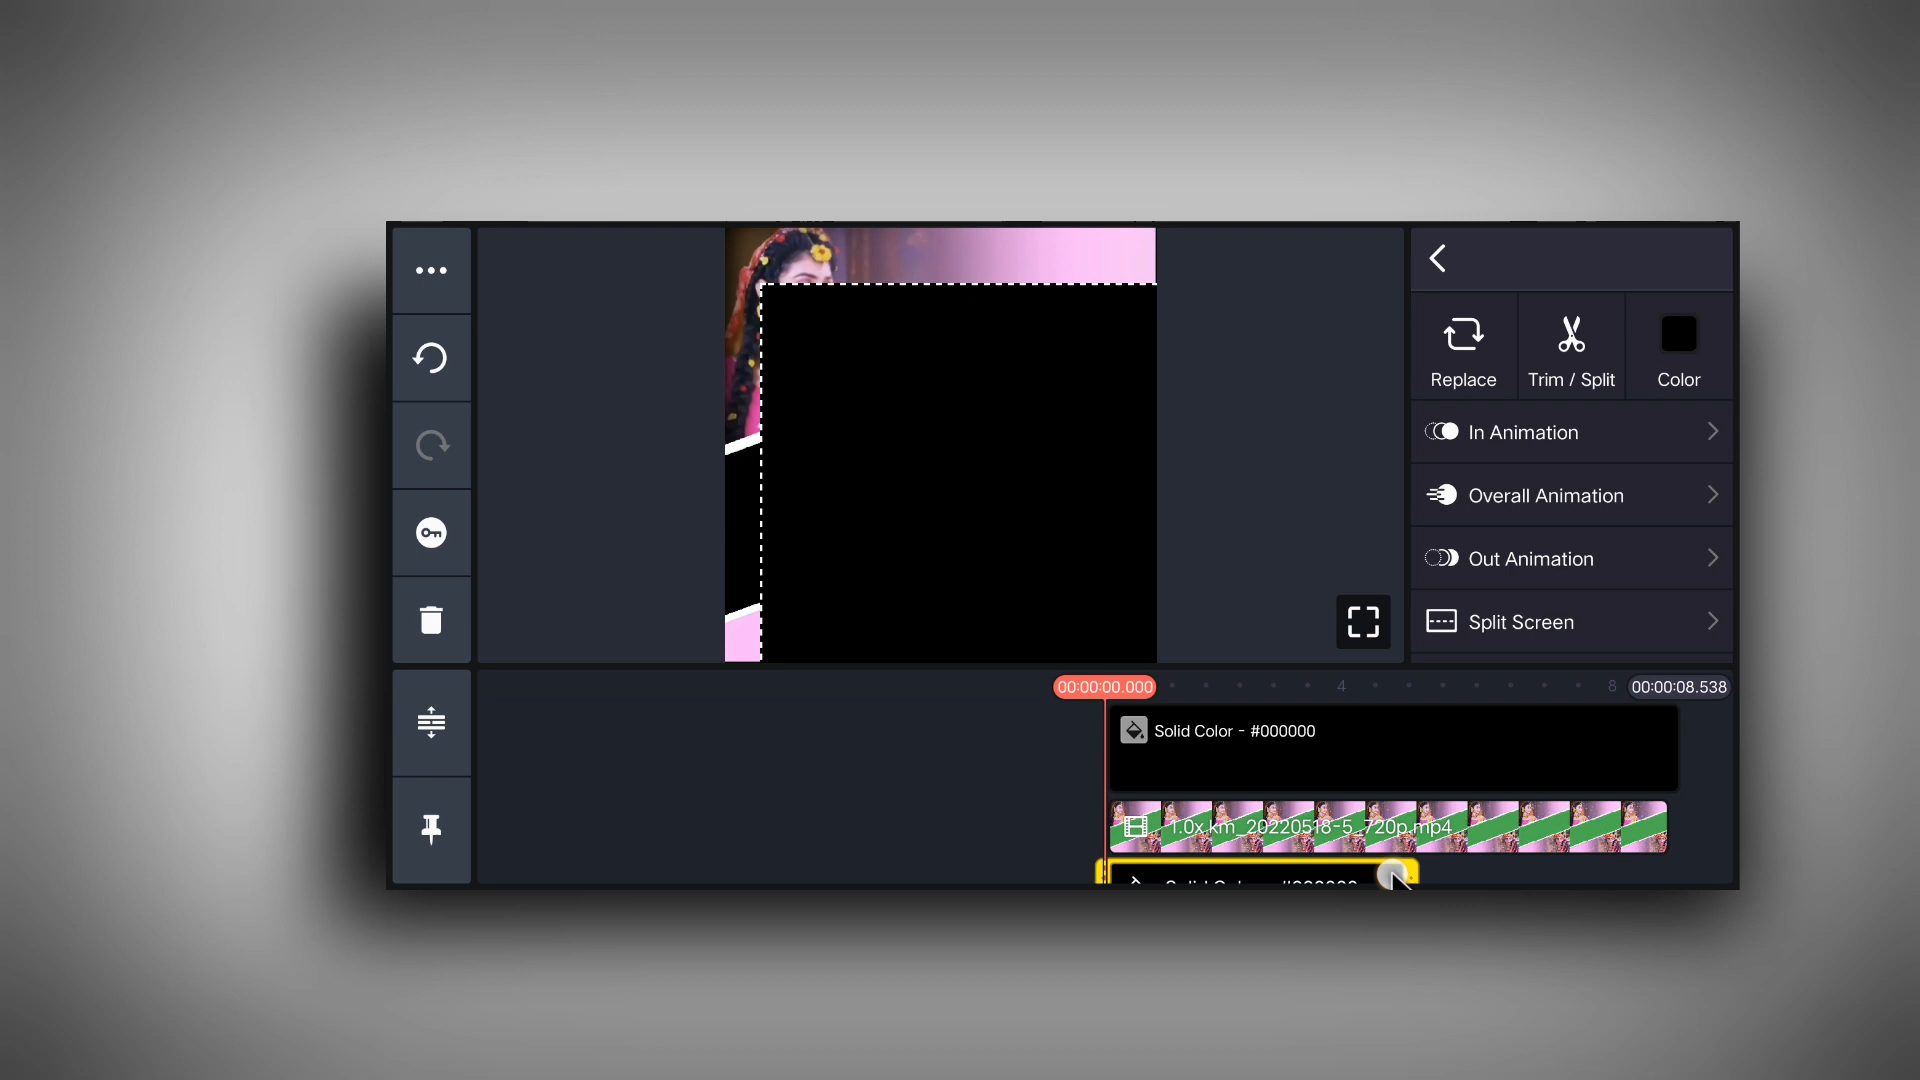 Replace
Trim / Split
Color
In Animation
Overall Animation
Out Animation
Split Screen
00:00:00.000
4
8
00:00:08.538
Solid Color - #000000
1.0x km_20220518-5_720p.mp4